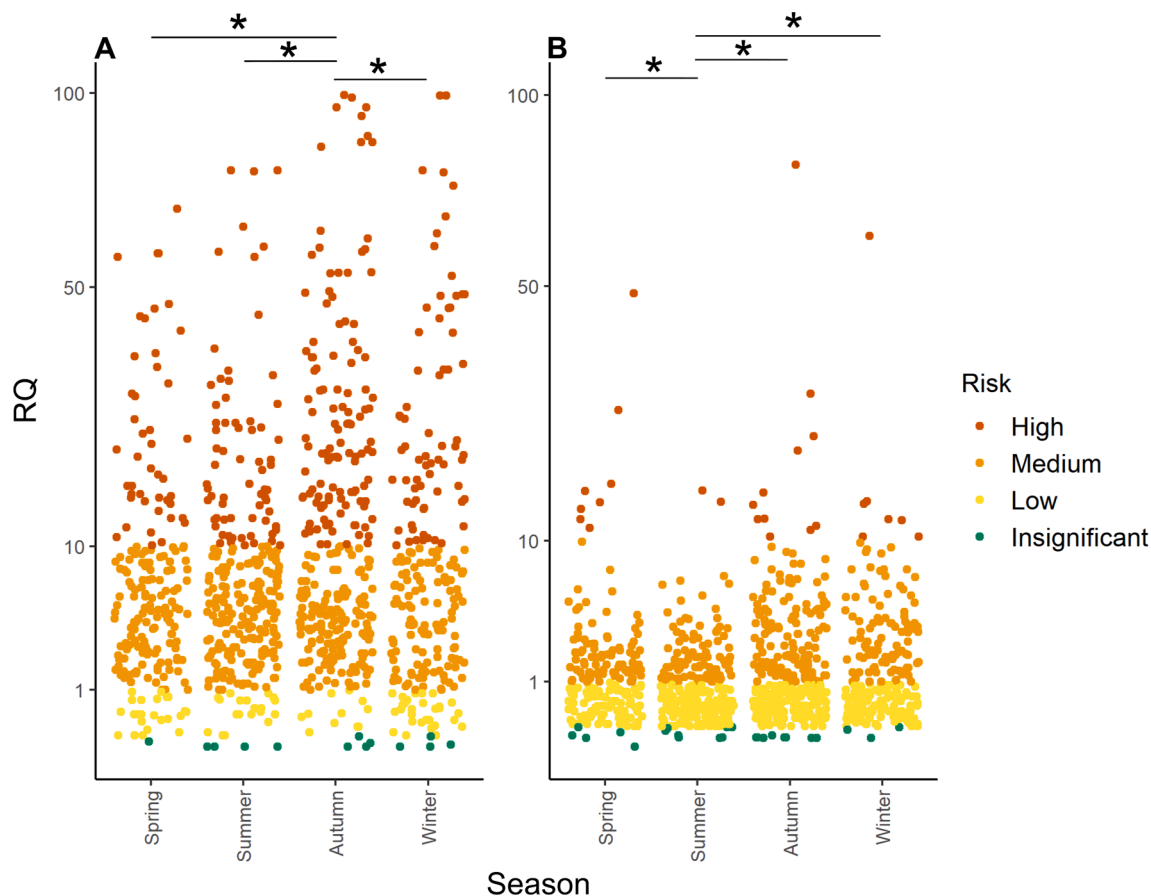 A
*
*
*
B
*
*
*
RQ
100
50
10
1
Spring
Summer
Autumn
Winter
100
50
10
1
Spring
Summer
Autumn
Winter
Season
Risk
High
Medium
Low
Insignificant